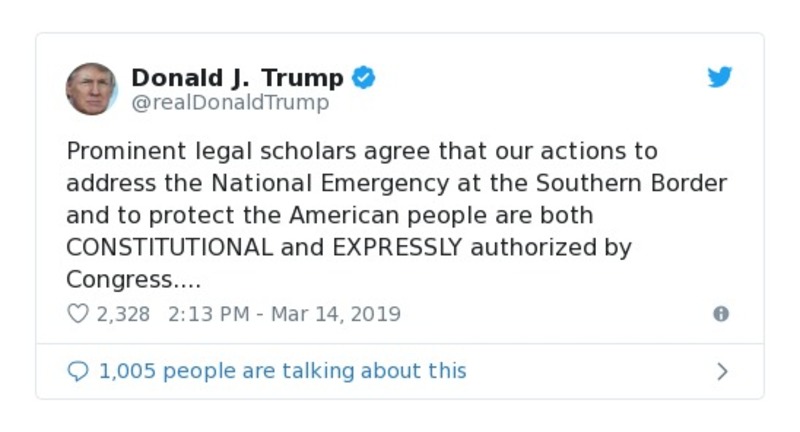 Donald J. Trump
@realDonaldTrump
Prominent legal scholars agree that our actions to
address the National Emergency at the Southern Border
and to protect the American people are both
CONSTITUTIONAL and EXPRESSLY authorized by
Congress....
2,328 2:13 PM - Mar 14, 2019
1,005 people are talking about this